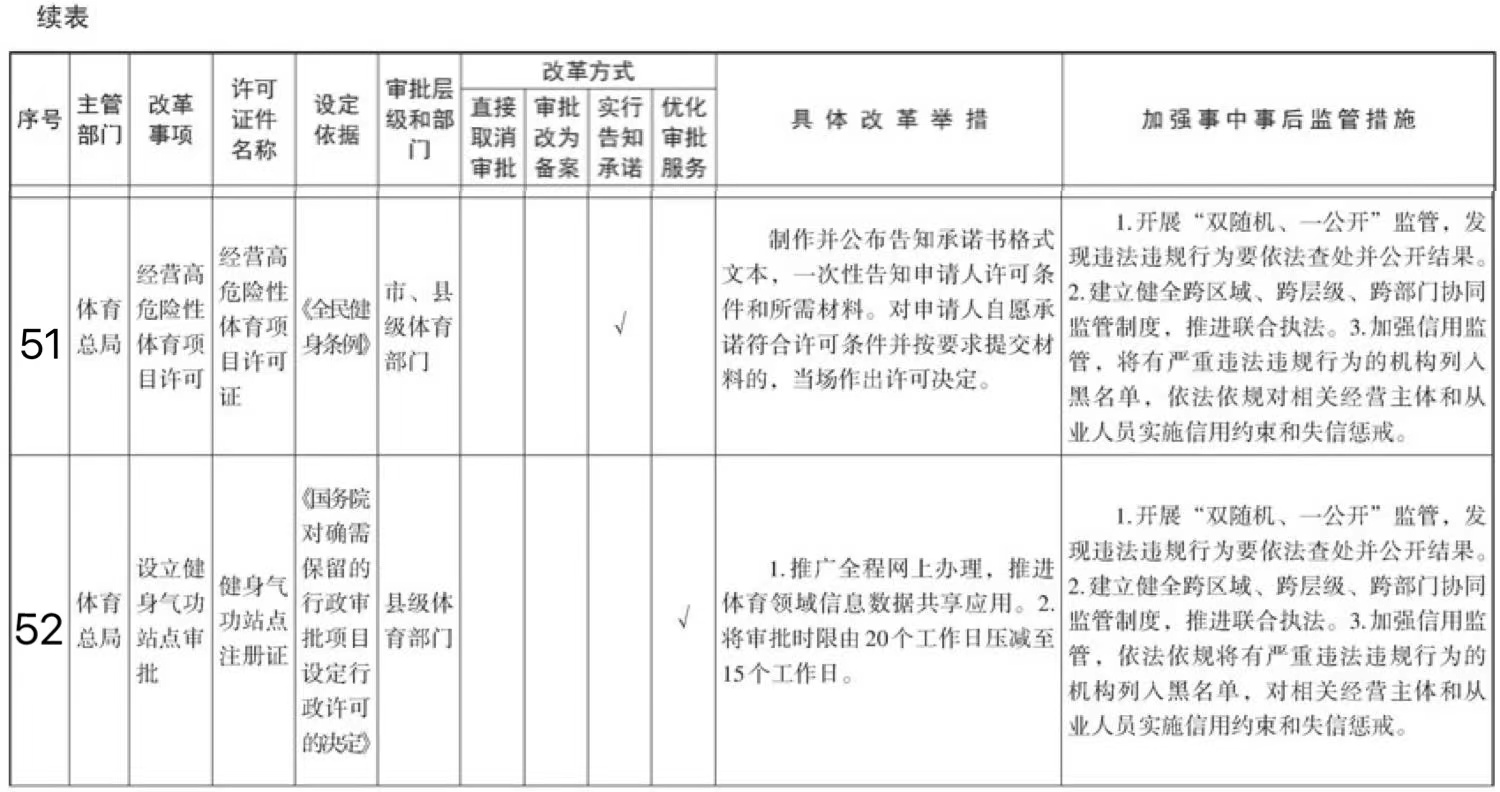 续表
序号
主管
部门
改革
事项
许可
证件
名称
设定
依据
审批层
级和部
门
改革方式
直接
取消
审批
审批
改为
备案
实行
告知
承诺
优化
审批
服务
具体改革举措
加强事中事后监管措施
51
体育
总局
经营高
危险性
体育项
目许可
经营高
危险性
体育项
目许可
证
《全民健
身条例》
市、县
级体育
部门
√
制作并公布告知承诺书格式
文本，一次性告知申请人许可条
件和所需材料。对申请人自愿承
诺符合许可条件并按要求提交材
料的，当场作出许可决定。
1.开展“双随机、一公开”监管，发
现违法违规行为要依法查处并公开结果。
2.建立健全跨区域、跨层级、跨部门协同
监管制度，推进联合执法。3.加强信用监
管，将有严重违法违规行为的机构列入
黑名单，依法依规对相关经营主体和从
业人员实施信用约束和失信惩戒。
52
体育
总局
设立健
身气功
站点审
批
健身气
功站点
注册证
《国务院
对确需
保留的
行政审
批项目
设定行
政许可
的决定》
县级体
育部门
√
1.推广全程网上办理，推进
体育领域信息数据共享应用。2.
将审批时限由20个工作日压减至
15个工作日。
1.开展“双随机、一公开”监管，发
现违法违规行为要依法查处并公开结果。
2.建立健全跨区域、跨层级、跨部门协同
监管制度，推进联合执法。3.加强信用监
管，依法依规将有严重违法违规行为的
机构列入黑名单，对相关经营主体和从
业人员实施信用约束和失信惩戒。